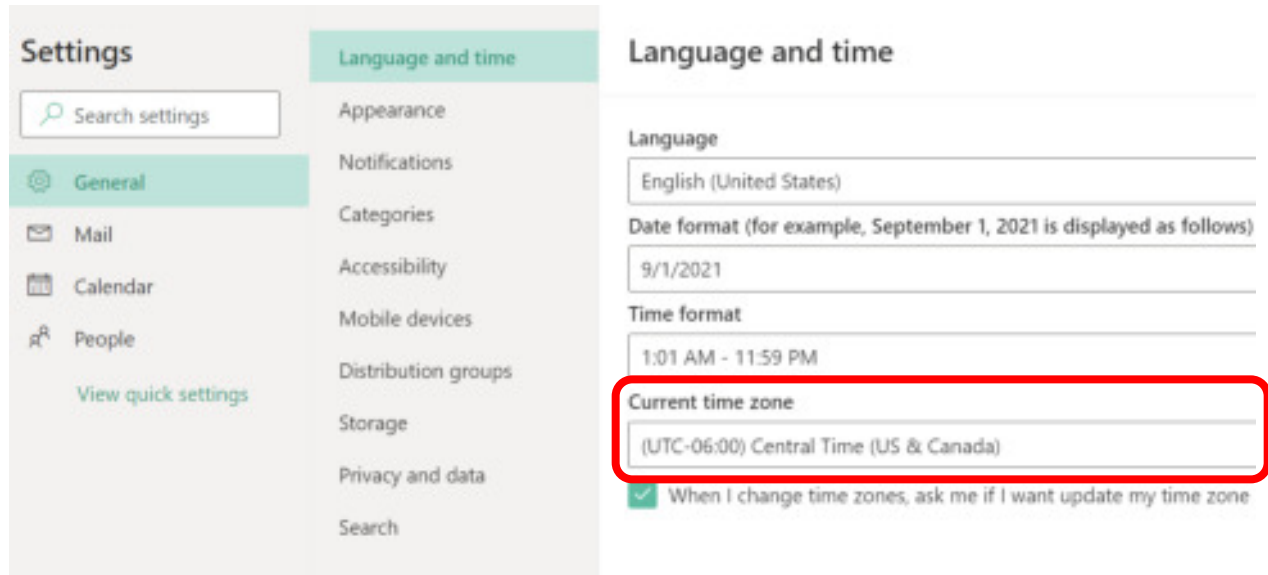 Settings
Search settings
General
Mail
Calendar
People
View quick settings
Language and time
Appearance
Notifications
Categories
Accessibility
Mobile devices
Distribution groups
Storage
Privacy and data
Search
Language and time
Language
English (United States)
Date format (for example, September 1, 2021 is displayed as follows)
9/1/2021
Time format
1:01 AM - 11:59 PM
Current time zone
(UTC-06:00) Central Time (US & Canada)
When I change time zones, ask me if I want update my time zone